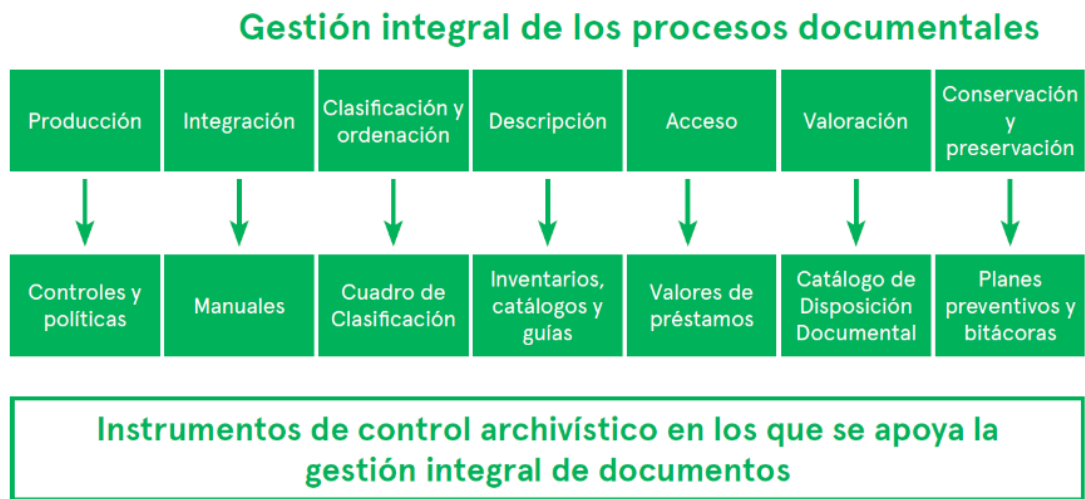 Gestión integral de los procesos documentales
Producción
Integración
Clasificación y
ordenación
Descripción
Acceso
Valoración
Conservación
y
preservación
Controles y
políticas
Manuales
Cuadro de
Clasificación
Inventarios,
catálogos y
guías
Valores de
préstamos
Catálogo de
Disposición
Documental
Planes
preventivos y
bitácoras
Instrumentos de control archivístico en los que se apoya la
gestión integral de documentos